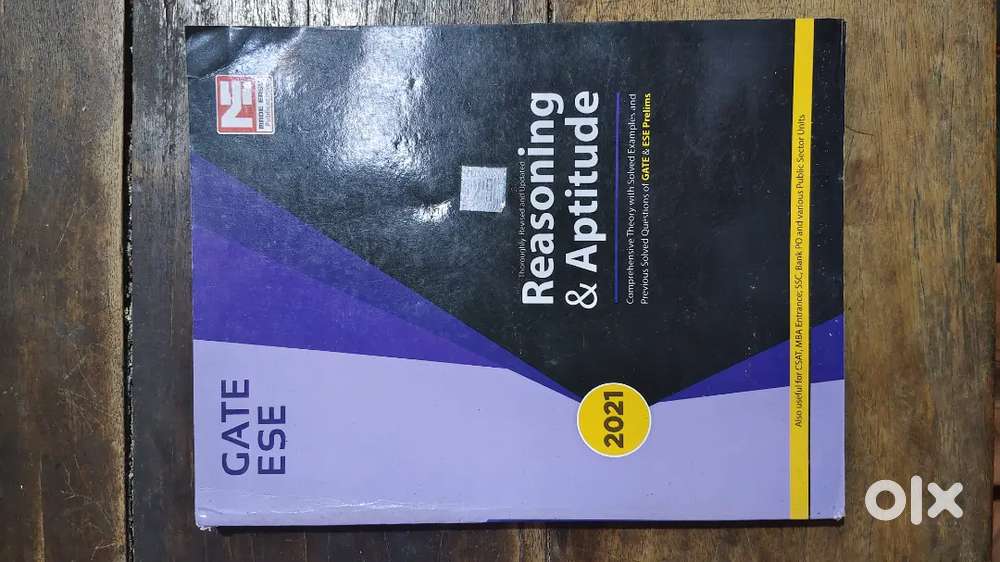 GATE
ESE
MADE EASY
Publications
Thoroughly Revised and Updated
Reasoning
& Aptitude
Comprehensive Theory with Solved Examples and
Previous Solved Questions of GATE & ESE Prelims
2021
Also useful for CSAT, MBA Entrance, SSC, Bank PO and various Public Sector Units
olx